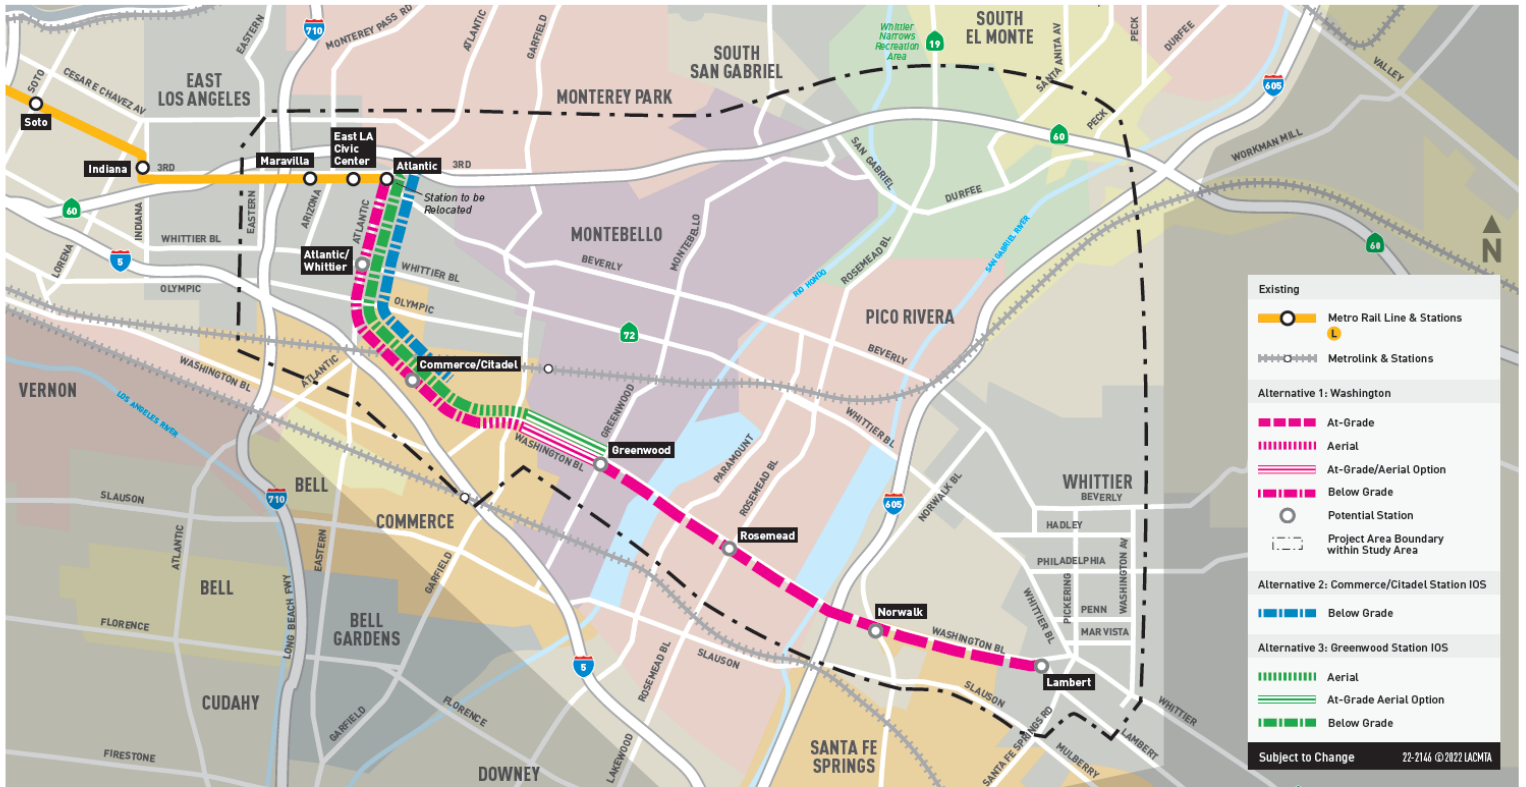 EASTERN
710
MONTEREY PASS RD
ATLANTIC
GARFIELD
Whittier
Narrows
Recreation
Area
19
SOUTH
EL MONTE
SANTA ANITA AV
PECK
DURFEE
VALLEY
SOTO
CESAR E CHAVEZ AV
EAST
LOS ANGELES
SOUTH
SAN GABRIEL
MONTEREY PARK
605
PECK
60
WORKMAN MILL
Soto
Indiana
3RD
Maravilla
East LA
Civic
Center
Atlantic
3RD
SAN GABRIEL
DURFEE
Station to be
Relocated
60
INDIANA
EASTERN
ARIZONA
ATLANTIC
MONTEBELLO
MONTEBELLO
ROSEMEAD BL
SAN GABRIEL RIVER
RIO HONDO
60
N
LORENA
5
WHITTIER BL
Atlantic/
Whittier
WHITTIER BL
BEVERLY
OLYMPIC
OLYMPIC
72
PICO RIVERA
BEVERLY
VERNON
WASHINGTON BL
ATLANTIC
Commerce/Citadel
LOS ANGELES RIVER
GREENWOOD
WHITTIER BL
WASHINGTON BL
Greenwood
PARAMOUNT
ROSEMEAD BL
NORWALK BL
605
WHITTIER
BEVERLY
HADLEY
PHILADELPHIA
PICKERING
WASHINGTON AV
PENN
MAR VISTA
WHITTIER BL
SLAUSON
710
BELL
COMMERCE
ATLANTIC
EASTERN
GARFIELD
Rosemead
Norwalk
WASHINGTON BL
Lambert
BELL
FLORENCE
LONG BEACH FWY
BELL
GARDENS
5
ROSEMEAD BL
SLAUSON
SLAUSON
WHITTIER
LAMBERT
MULBERRY
SANTA FE SPRINGS RD
CUDAHY
GARFIELD
FLORENCE
FIRESTONE
DOWNEY
LAKEWOOD
SANTA FE
SPRINGS
Existing
Metro Rail Line & Stations
L
Metrolink & Stations
Alternative 1: Washington
At-Grade
Aerial
At-Grade/Aerial Option
Below Grade
Potential Station
Project Area Boundary
within Study Area
Alternative 2: Commerce/Citadel Station IOS
Below Grade
Alternative 3: Greenwood Station IOS
Aerial
At-Grade Aerial Option
Below Grade
Subject to Change
22-2146 ©2022 LACMTA